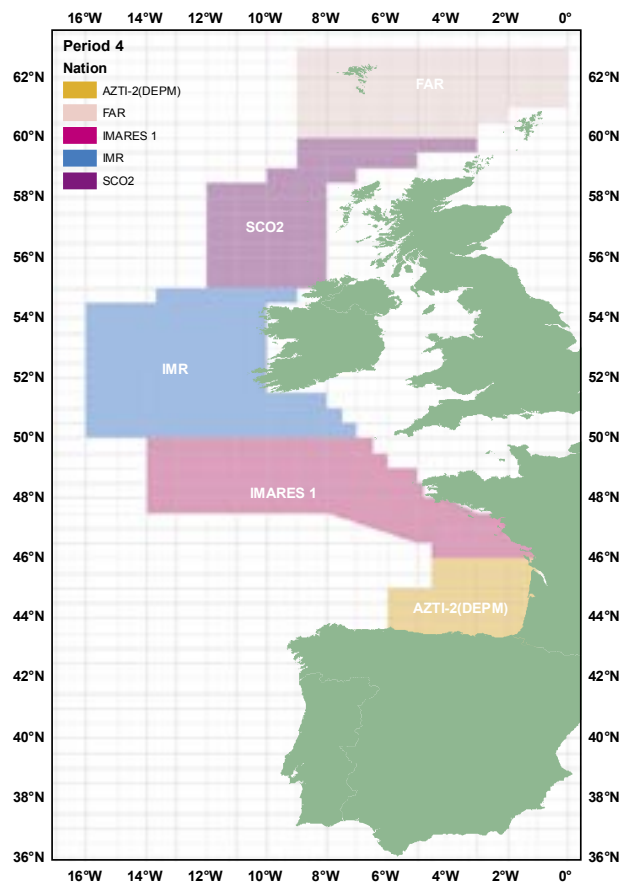 16°W 14°W 12°W 10°W 8°W 6°W 4°W 2°W 0°
Period 4
Nation
AZTI-2(DEPM)
FAR
IMARES 1
IMR
SCO2
62°N 62°N
FAR
60°N 60°N
58°N 58°N
SCO2
56°N 56°N
54°N 54°N
IMR
52°N 52°N
50°N 50°N
IMARES 1
48°N 48°N
46°N 46°N
AZTI-2(DEPM)
44°N 44°N
42°N 42°N
40°N 40°N
38°N 38°N
36°N 36°N
16°W 14°W 12°W 10°W 8°W 6°W 4°W 2°W 0°